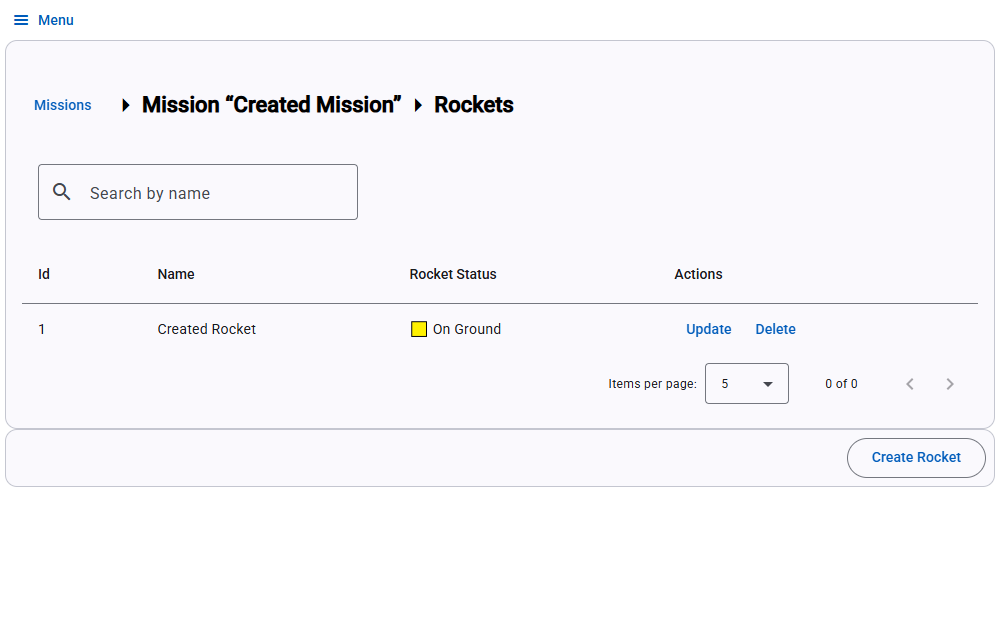 Menu
Missions Mission “Created Mission” Rockets
Search by name
Id Name Rocket Status Actions
1 Created Rocket On Ground Update Delete
Items per page: 5 0 of 0
Create Rocket